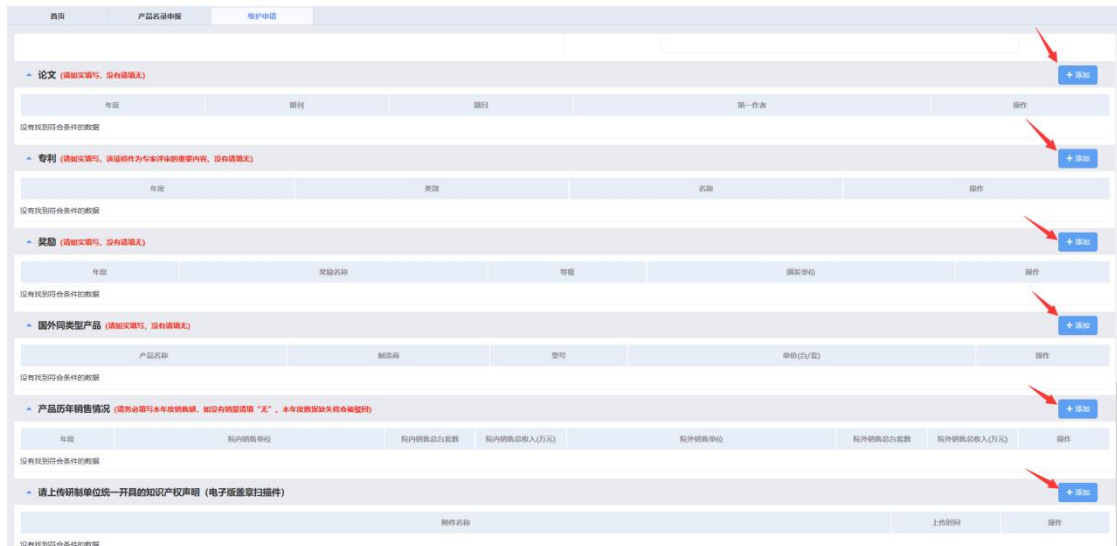 首页 产品名录申报 维护申请
论文 (请如实填写，没有请填无) + 添加
年度 期刊 题目 第一作者 操作
没有找到符合条件的数据
专利 (请如实填写，该项将作为专家评审的重要内容，没有请填无) + 添加
年度 类别 名称 操作
没有找到符合条件的数据
奖励 (请如实填写，没有请填无) + 添加
年度 奖励名称 等级 颁发单位 操作
没有找到符合条件的数据
国外同类型产品 (请如实填写，没有请填无) + 添加
产品名称 制造商 型号 单价(台/套) 操作
没有找到符合条件的数据
产品历年销售情况 (请务必填写本年度销售额，如没有销量请填“无”，本年度数据缺失将会被驳回) + 添加
年度 院内销售单位 院内销售总台套数 院内销售总收入(万元) 院外销售单位 院外销售总台套数 院外销售总收入(万元) 操作
没有找到符合条件的数据
请上传研制单位统一开具的知识产权声明（电子版盖章扫描件） + 添加
附件名称 上传时间 操作
没有找到符合条件的数据